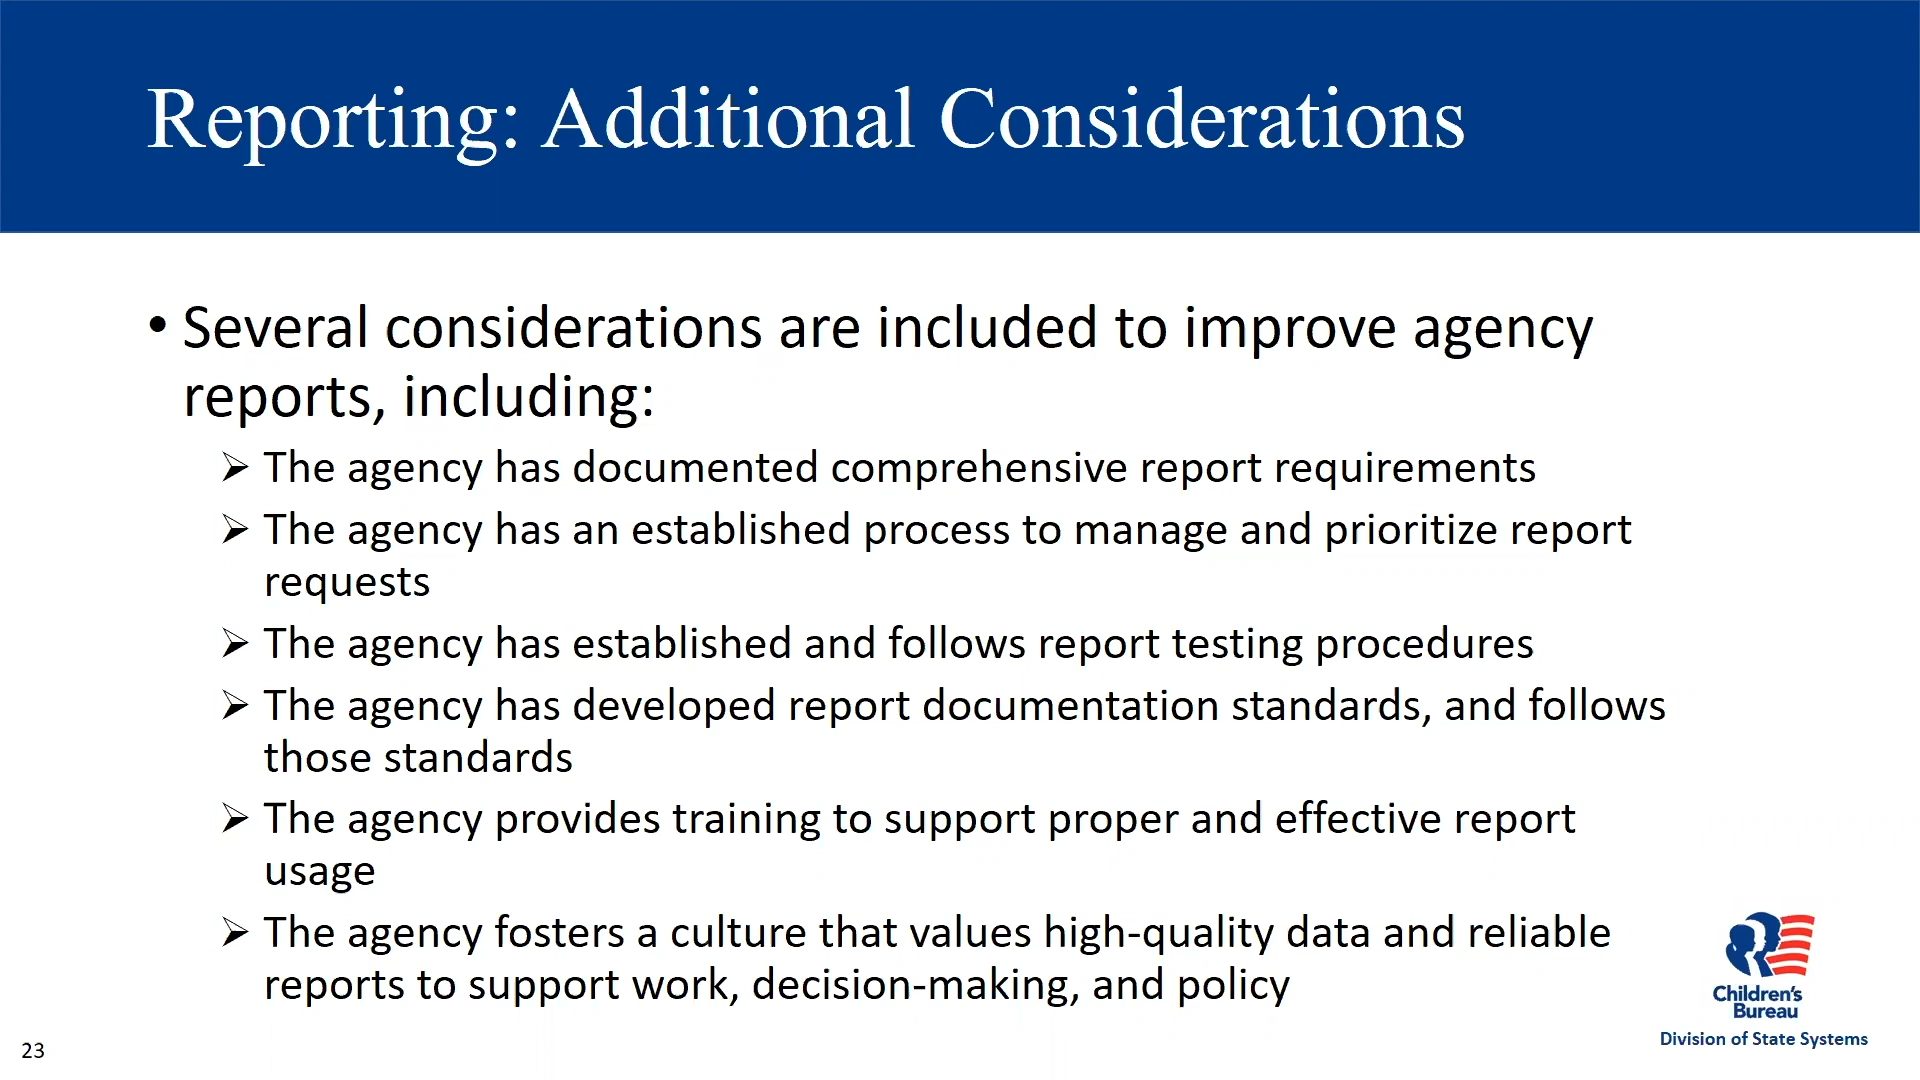 Reporting: Additional Considerations
• Several considerations are included to improve agency
reports, including:
➢ The agency has documented comprehensive report requirements
➢ The agency has an established process to manage and prioritize report
requests
➢ The agency has established and follows report testing procedures
➢ The agency has developed report documentation standards, and follows
those standards
➢ The agency provides training to support proper and effective report
usage
➢ The agency fosters a culture that values high-quality data and reliable
reports to support work, decision-making, and policy
Children's
Bureau
Division of State Systems
23